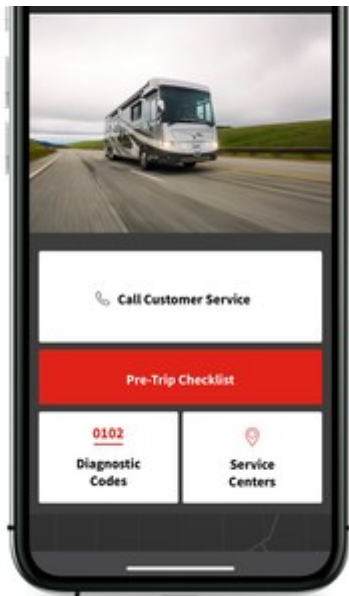 Call Customer Service
Pre-Trip Checklist
0102
Diagnostic
Codes
Service
Centers